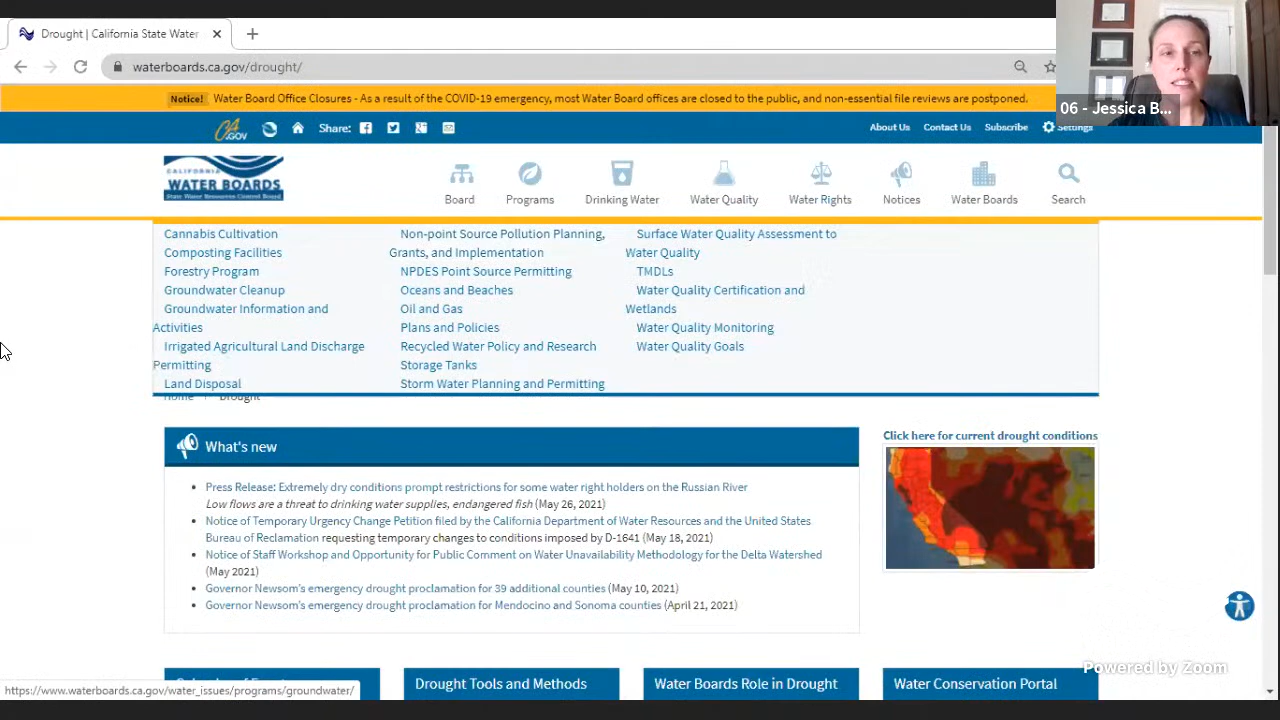 Drought | California State Water
waterboards.ca.gov/drought/
Notice! Water Board Office Closures - As a result of the COVID-19 emergency, most Water Board offices are closed to the public, and non-essential file reviews are postponed.
06 - Jessica B...
CA.GOV Share: About Us Contact Us Subscribe Settings
CALIFORNIA
WATER BOARDS
State Water Resources Control Board
Board Programs Drinking Water Water Quality Water Rights Notices Water Boards Search
Cannabis Cultivation
Composting Facilities
Forestry Program
Groundwater Cleanup
Groundwater Information and
Activities
Irrigated Agricultural Land Discharge
Permitting
Land Disposal
Non-point Source Pollution Planning,
Grants, and Implementation
NPDES Point Source Permitting
Oceans and Beaches
Oil and Gas
Plans and Policies
Recycled Water Policy and Research
Storage Tanks
Storm Water Planning and Permitting
Surface Water Quality Assessment to
Water Quality
TMDLs
Water Quality Certification and
Wetlands
Water Quality Monitoring
Water Quality Goals
Home Drought
What's new
Press Release: Extremely dry conditions prompt restrictions for some water right holders on the Russian River
Low flows are a threat to drinking water supplies, endangered fish (May 26, 2021)
Notice of Temporary Urgency Change Petition filed by the California Department of Water Resources and the United States
Bureau of Reclamation requesting temporary changes to conditions imposed by D-1641 (May 18, 2021)
Notice of Staff Workshop and Opportunity for Public Comment on Water Unavailability Methodology for the Delta Watershed
(May 2021)
Governor Newsom's emergency drought proclamation for 39 additional counties (May 10, 2021)
Governor Newsom's emergency drought proclamation for Mendocino and Sonoma counties (April 21, 2021)
Click here for current drought conditions
Drought Tools and Methods
Water Boards Role in Drought
Water Conservation Portal
https://www.waterboards.ca.gov/water_issues/programs/groundwater/
Powered by Zoom